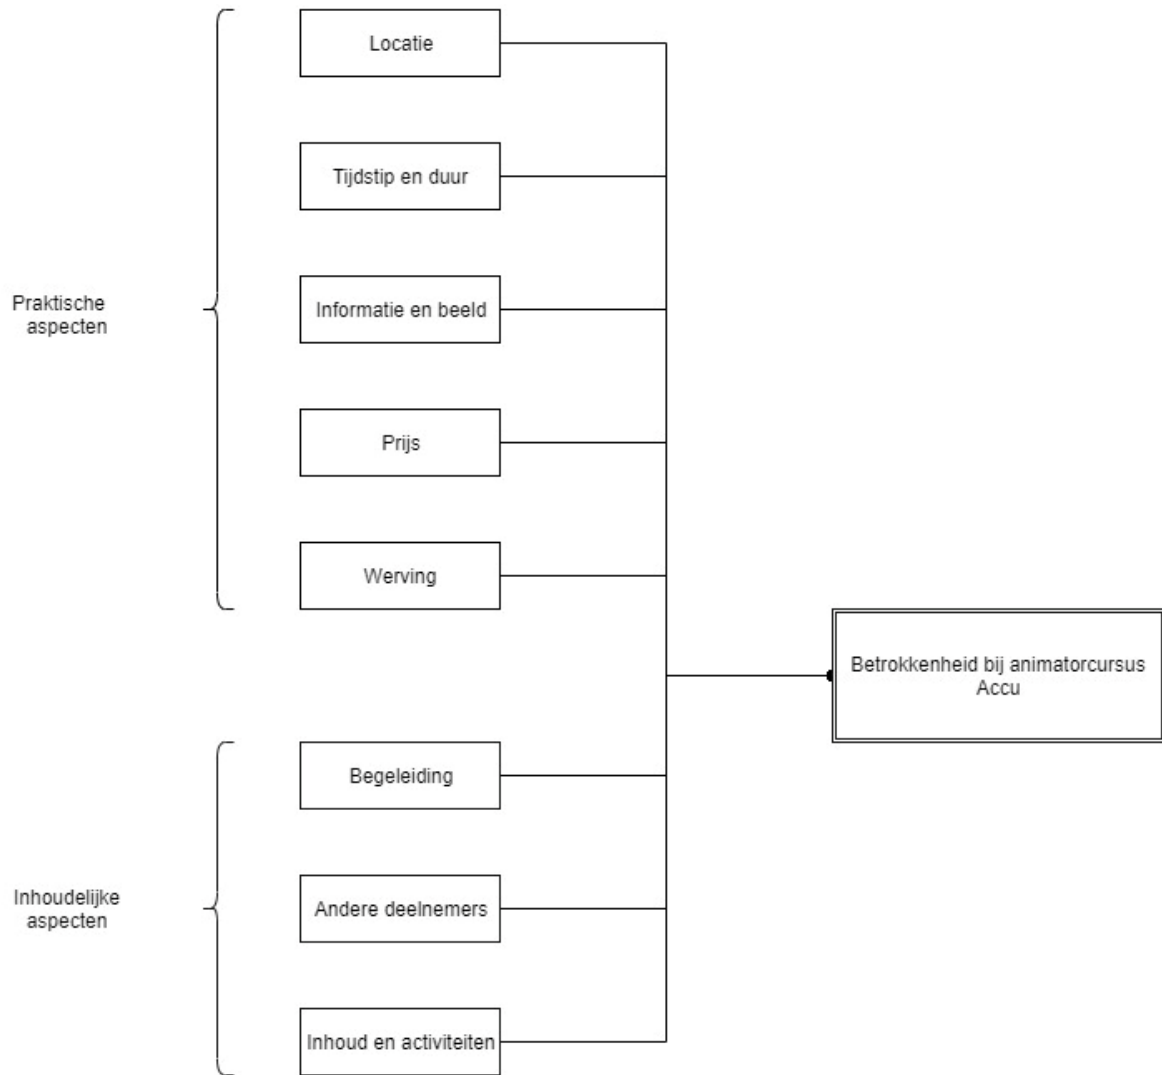 Locatie
Tijdstip en duur
Informatie en beeld
Praktische
aspecten
Prijs
Werving
Betrokkenheid bij animatorcursus
Accu
Begeleiding
Inhoudelijke
aspecten
Andere deelnemers
Inhoud en activiteiten